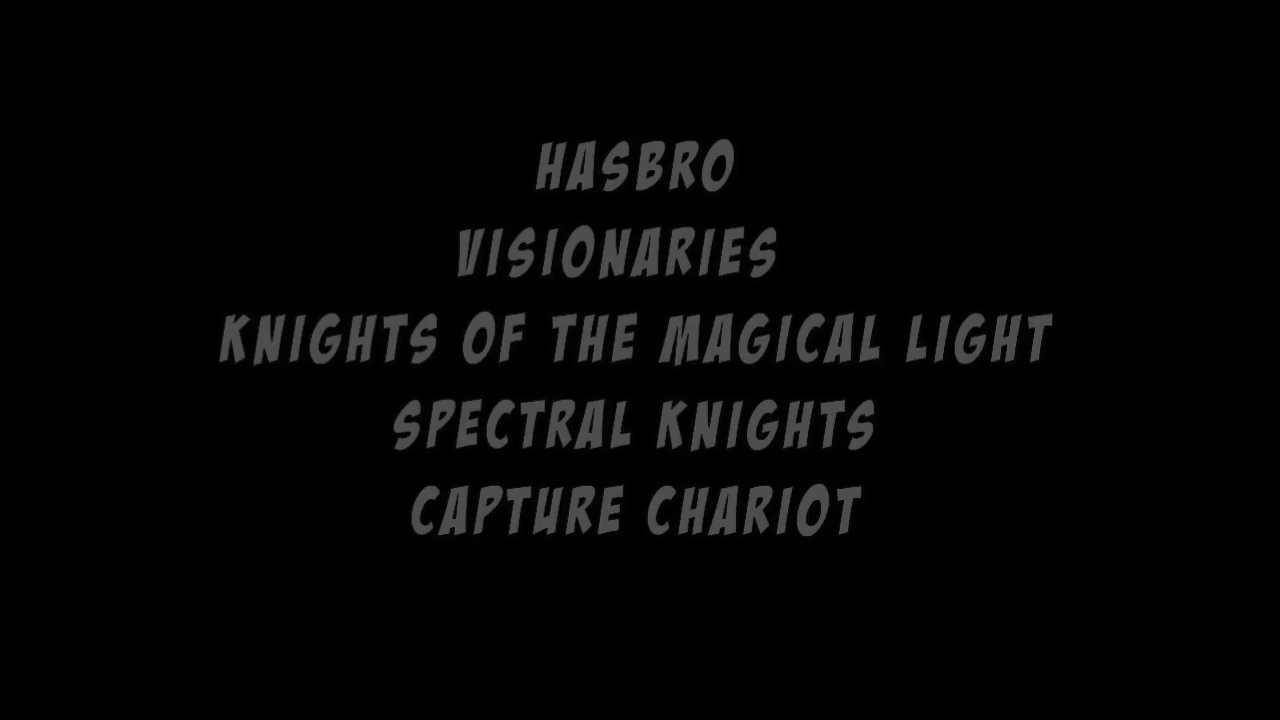 HASBRO
VISIONARIES
KNIGHTS OF THE MAGICAL LIGHT
SPECTRAL KNIGHTS
CAPTURE CHARIOT